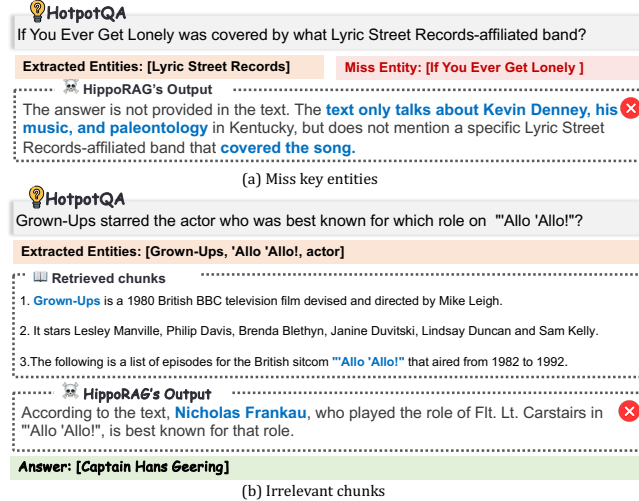 HotpotQA
If You Ever Get Lonely was covered by what Lyric Street Records-affiliated band?
Extracted Entities: [Lyric Street Records]
Miss Entity: [If You Ever Get Lonely ]
HippoRAG's Output
The answer is not provided in the text. The text only talks about Kevin Denney, his
music, and paleontology in Kentucky, but does not mention a specific Lyric Street
Records-affiliated band that covered the song.
(a) Miss key entities
HotpotQA
Grown-Ups starred the actor who was best known for which role on "'Allo 'Allo!"?
Extracted Entities: [Grown-Ups, 'Allo 'Allo!, actor]
Retrieved chunks
1. Grown-Ups is a 1980 British BBC television film devised and directed by Mike Leigh.
2. It stars Lesley Manville, Philip Davis, Brenda Blethyn, Janine Duvitski, Lindsay Duncan and Sam Kelly.
3.The following is a list of episodes for the British sitcom "'Allo 'Allo!" that aired from 1982 to 1992.
HippoRAG's Output
According to the text, Nicholas Frankau, who played the role of Flt. Lt. Carstairs in
"'Allo 'Allo!", is best known for that role.
Answer: [Captain Hans Geering]
(b) Irrelevant chunks